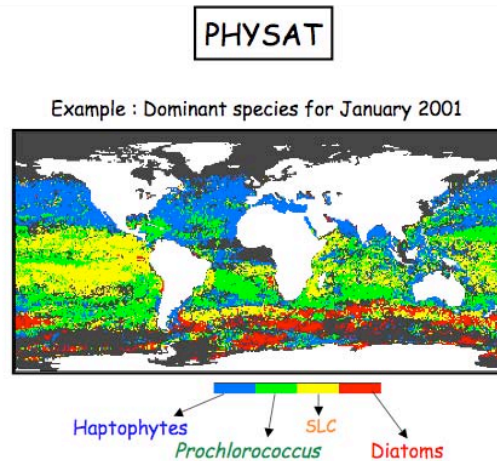 PHYSAT
Example : Dominant species for January 2001
Haptophytes
SLC
Prochlorococcus
Diatoms